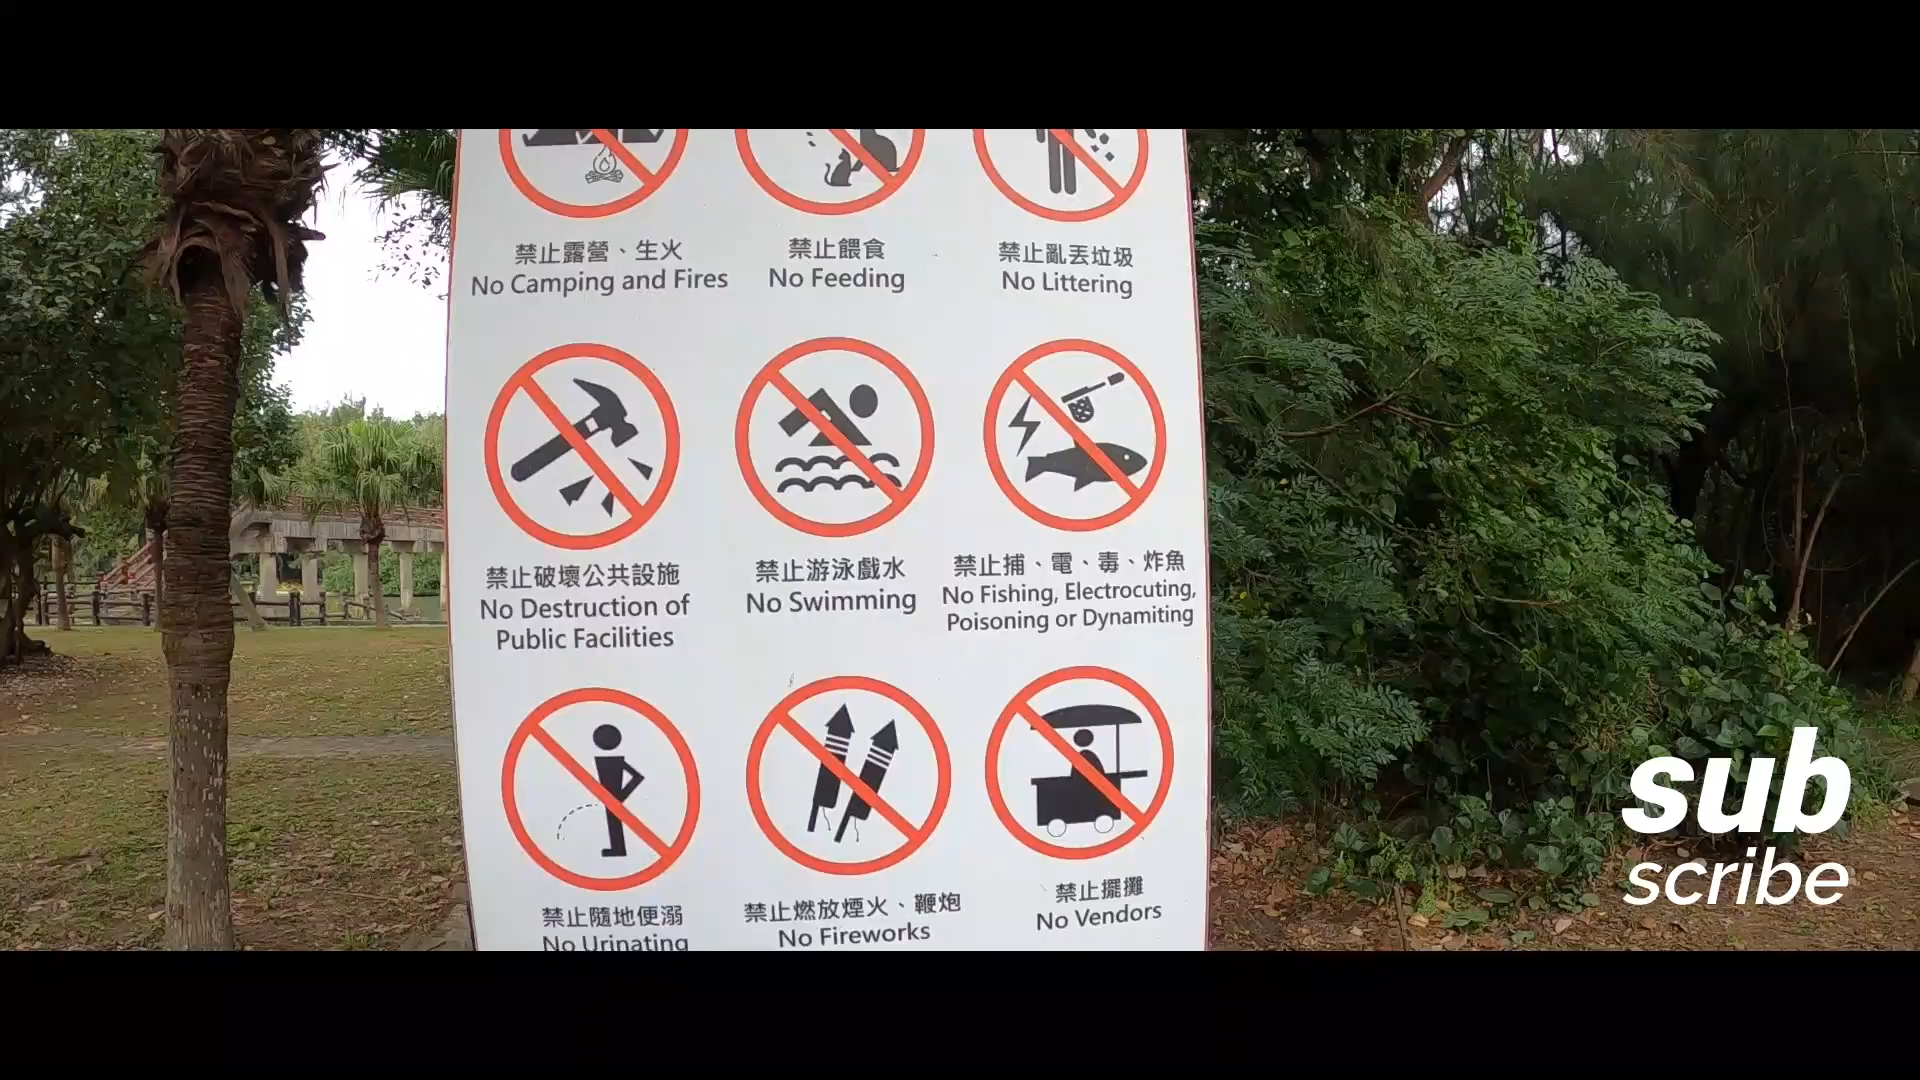 禁止露營、生火
No Camping and Fires
禁止餵食
No Feeding
禁止亂丟垃圾
No Littering
禁止破壞公共設施
No Destruction of
Public Facilities
禁止游泳戲水
No Swimming
禁止捕、電、毒、炸魚
No Fishing, Electrocuting,
Poisoning or Dynamiting
禁止隨地便溺
No Urinating
禁止燃放煙火、鞭炮
No Fireworks
禁止擺攤
No Vendors
sub
scribe